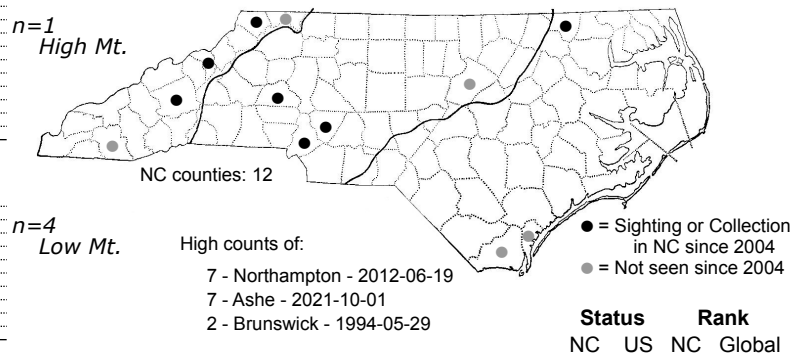 n=1
High Mt.
NC counties: 12
n=4
Low Mt.
High counts of:
7 - Northampton - 2012-06-19
7 - Ashe - 2021-10-01
2 - Brunswick - 1994-05-29
● = Sighting or Collection
in NC since 2004
● = Not seen since 2004
Status Rank
NC US NC Global